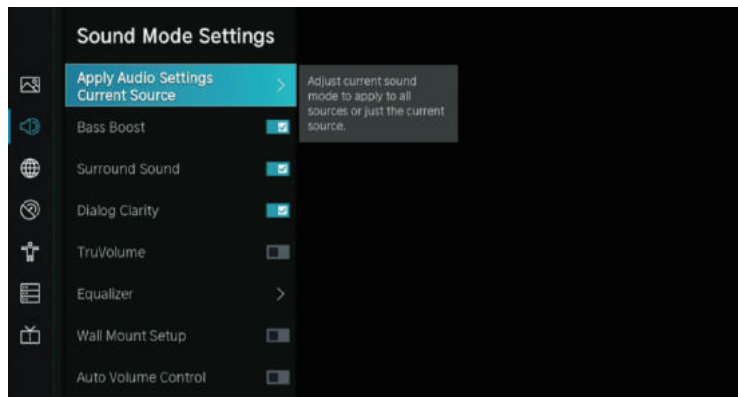 Sound Mode Settings
Apply Audio Settings
Current Source
Adjust current sound
mode to apply to all
sources or just the current
source.
Bass Boost
Surround Sound
Dialog Clarity
TruVolume
Equalizer
Wall Mount Setup
Auto Volume Control